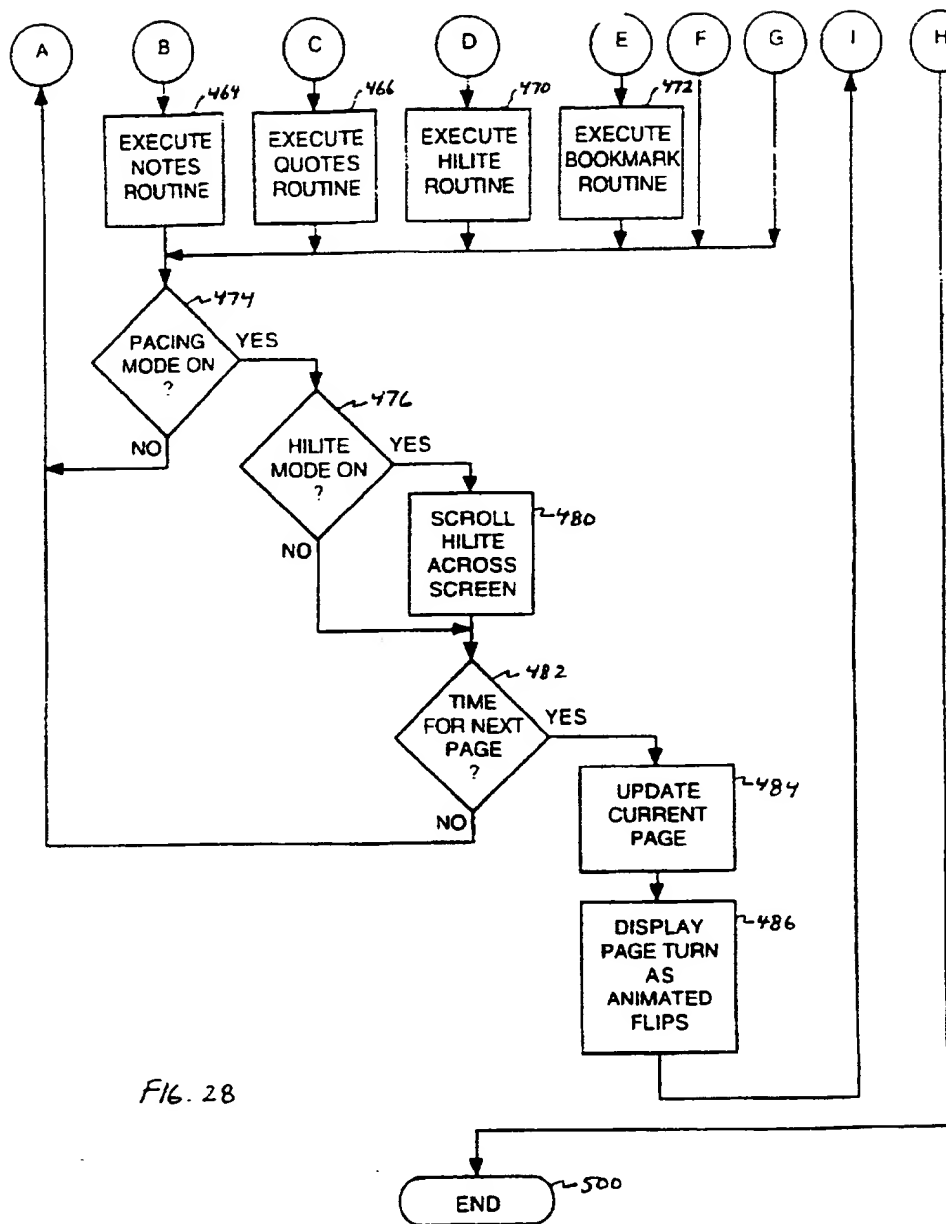 A B C D E F G I H
464 466 470 472
EXECUTE
NOTES
ROUTINE
EXECUTE
QUOTES
ROUTINE
EXECUTE
HILITE
ROUTINE
EXECUTE
BOOKMARK
ROUTINE
474
PACING
MODE ON
?
YES
NO
476
HILITE
MODE ON
?
YES
NO
480
SCROLL
HILITE
ACROSS
SCREEN
482
TIME
FOR NEXT
PAGE
?
YES
NO
484
UPDATE
CURRENT
PAGE
486
DISPLAY
PAGE TURN
AS
ANIMATED
FLIPS
FIG. 28
END
500